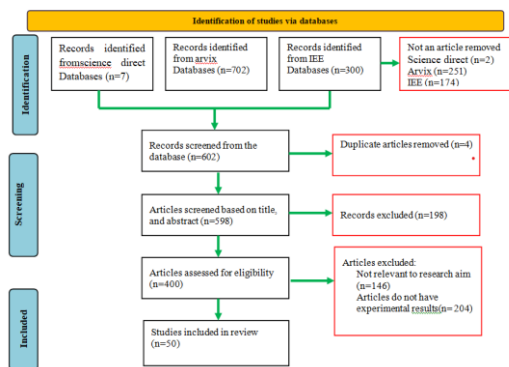 Identification of studies via databases
Identification
Records identified
fromscience direct
Databases (n=7)
Records identified
from arvix
Databases (n=702)
Records identified
from IEE
Databases (n=300)
Not an article removed
Science direct (n=2)
Arvix (n=251)
IEE (n=174)
Records screened from the
database (n=602)
Duplicate articles removed (n=4)
Screening
Articles screened based on title,
and abstract (n=598)
Records excluded (n=198)
Articles assessed for eligibility
(n=400)
Articles excluded:
Not relevant to research aim
(n=146)
Articles do not have
experimental results(n=204)
Included
Studies included in review
(n=50)